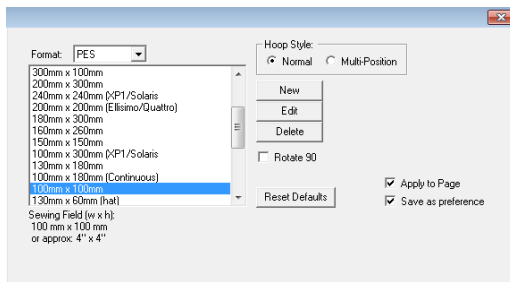 Format: PES
300mm x 100mm
200mm x 300mm
240mm x 240mm (XP1/Solaris
200mm x 200mm (Ellisimo/Quattro)
180mm x 300mm
160mm x 260mm
150mm x 150mm
100mm x 300mm (XP1/Solaris
130mm x 180mm
100mm x 180mm (Continuous)
100mm x 100mm
130mm x 60mm (hat)
Sewing Field (w x h):
100 mm x 100 mm
or approx: 4" x 4"
Hoop Style:
Normal Multi-Position
New
Edit
Delete
Rotate 90
Reset Defaults
Apply to Page
Save as preference